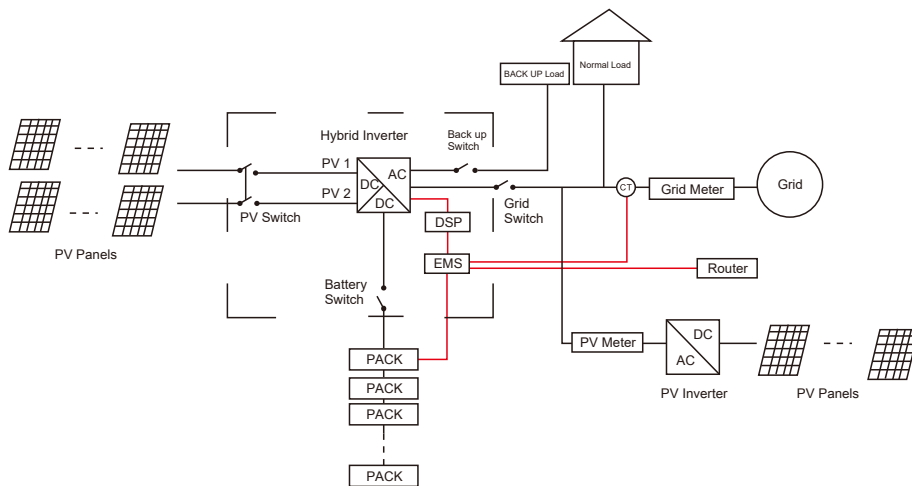 BACK UP Load
Normal Load
Hybrid Inverter
Back up
Switch
PV 1
DC
AC
DC
PV 2
PV Switch
PV Panels
Grid
Switch
CT
Grid Meter
Grid
DSP
EMS
Router
Battery
Switch
PACK
PACK
PACK
PACK
PV Meter
DC
AC
PV Inverter
PV Panels